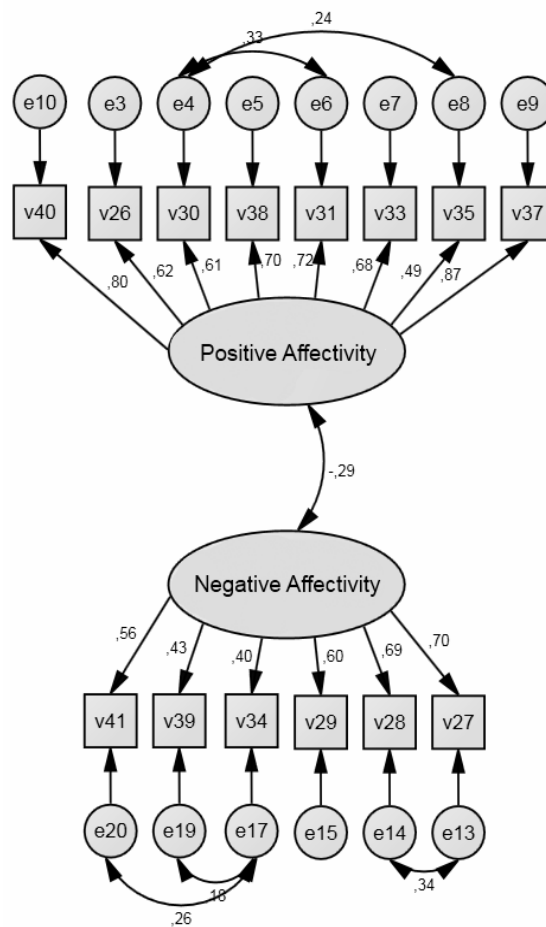 ,24
,33
e10 e3 e4 e5 e6 e7 e8 e9
v40 v26 v30 v38 v31 v33 v35 v37
,80 ,62 ,61 ,70 ,72 ,68 ,49 ,87
Positive Affectivity
-,29
Negative Affectivity
,56 ,43 ,40 ,60 ,69 ,70
v41 v39 v34 v29 v28 v27
e20 e19 e17 e15 e14 e13
,18 ,34
,26